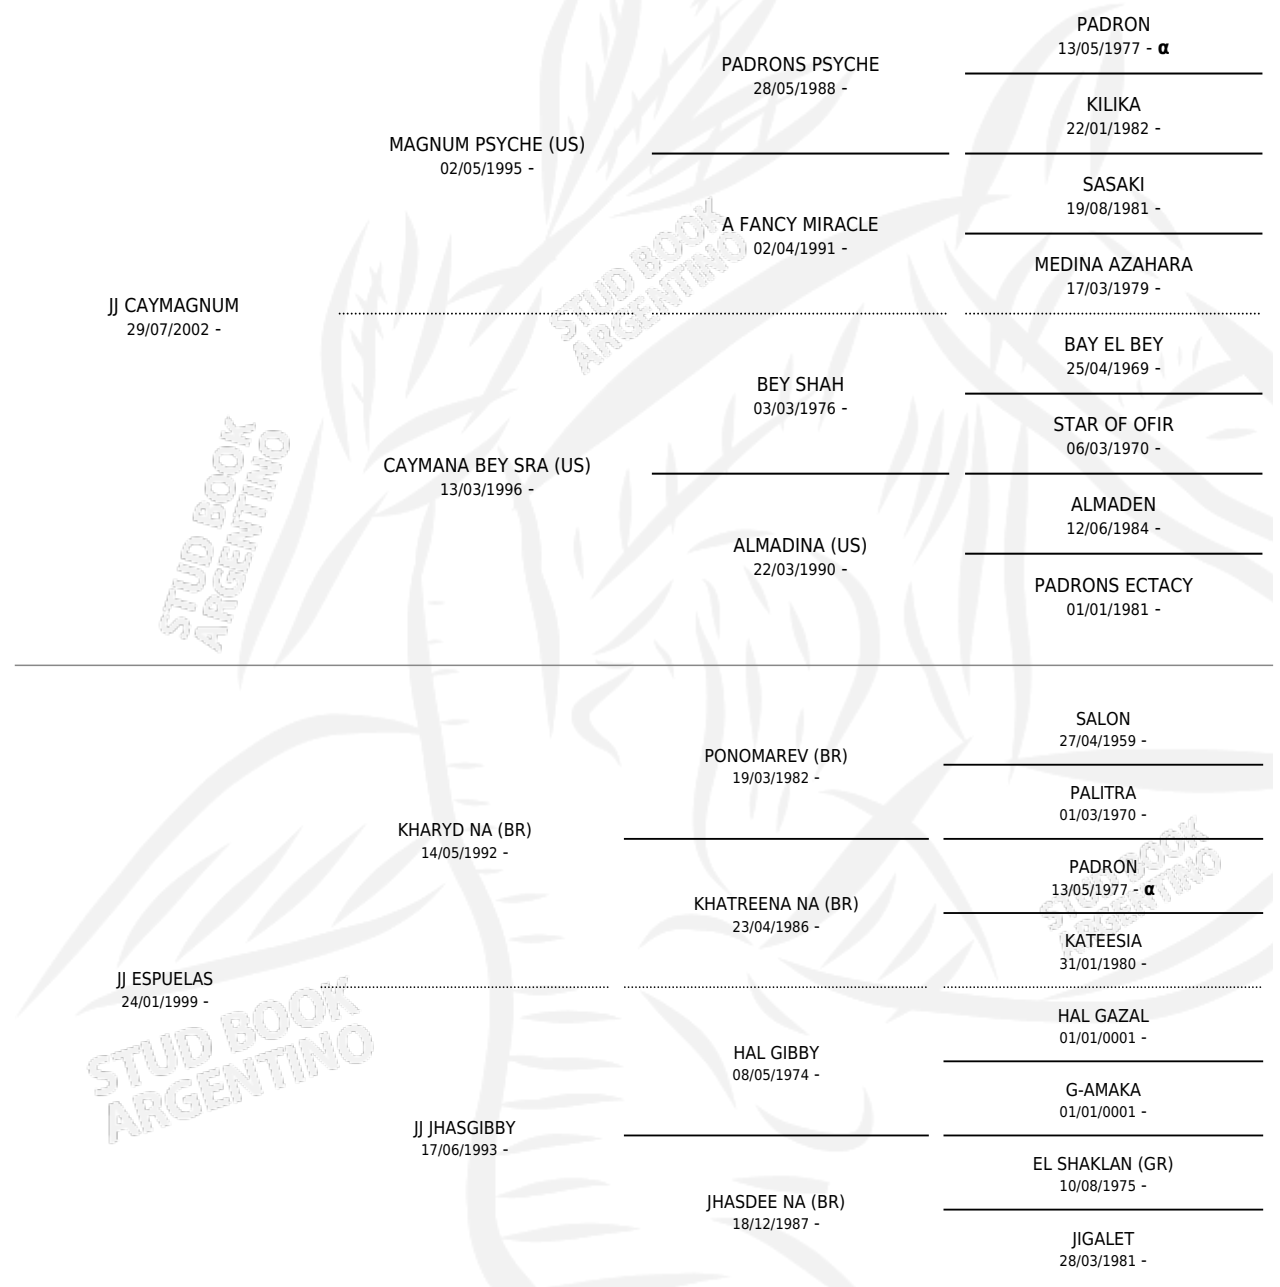 PADRON
13/05/1977 - α
PADRONS PSYCHE
28/05/1988 -
KILIKA
22/01/1982 -
MAGNUM PSYCHE (US)
02/05/1995 -
SASAKI
19/08/1981 -
A FANCY MIRACLE
02/04/1991 -
MEDINA AZAHARA
17/03/1979 -
JJ CAYMAGNUM
29/07/2002 -
BAY EL BEY
25/04/1969 -
BEY SHAH
03/03/1976 -
STAR OF OFIR
06/03/1970 -
CAYMANA BEY SRA (US)
13/03/1996 -
ALMADEN
12/06/1984 -
ALMADINA (US)
22/03/1990 -
PADRONS ECTACY
01/01/1981 -
SALON
27/04/1959 -
PONOMAREV (BR)
19/03/1982 -
PALITRA
01/03/1970 -
KHARYD NA (BR)
14/05/1992 -
PADRON
13/05/1977 - α
KHATREENA NA (BR)
23/04/1986 -
KATEESIA
31/01/1980 -
JJ ESPUELAS
24/01/1999 -
HAL GAZAL
01/01/0001 -
HAL GIBBY
08/05/1974 -
G-AMAKA
01/01/0001 -
JJ JHASGIBBY
17/06/1993 -
EL SHAKLAN (GR)
10/08/1975 -
JHASDEE NA (BR)
18/12/1987 -
JIGALET
28/03/1981 -
STUD BOOK
ARGENTINO
STUD BOOK
ARGENTINO
STUD BOOK
ARGENTINO
STUD BOOK
ARGENTINO